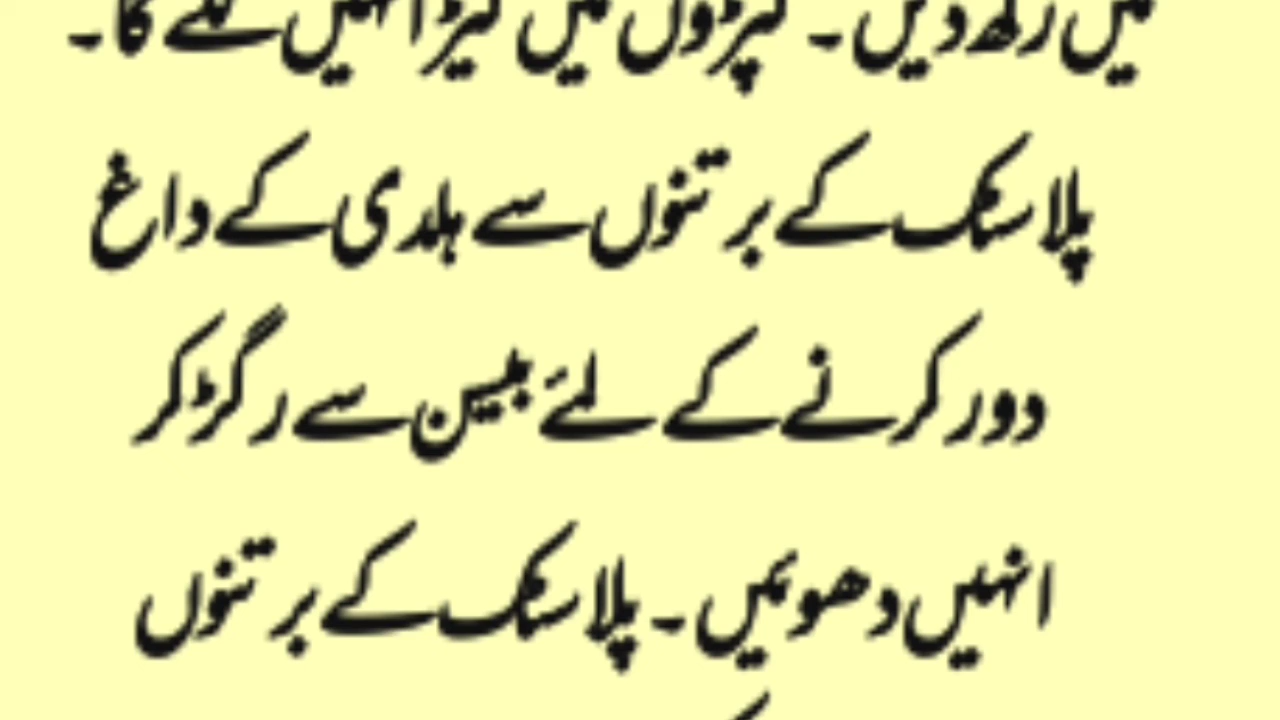 میں رکھ دیں۔ کپڑوں میں کیڑا نہیں لگے گا۔
پلاسٹک کے برتنوں سے ہلدی کے داغ
دور کرنے کے لئے بیسن سے رگڑ کر
انہیں دھوئیں۔ پلاسٹک کے برتنوں